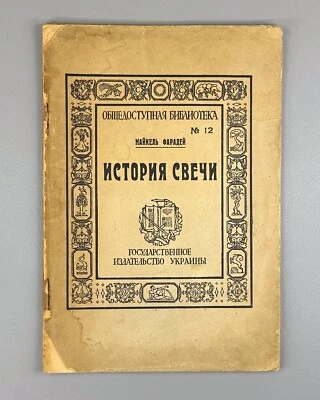 ОБЩЕДОСТУПНАЯ БИБЛИОТЕКА
№ 12
МАЙКЕЛЬ ФАРАДЕЙ
ИСТОРИЯ СВЕЧИ
ГОСУДАРСТВЕННОЕ
ИЗДАТЕЛЬСТВО УКРАИНЫ